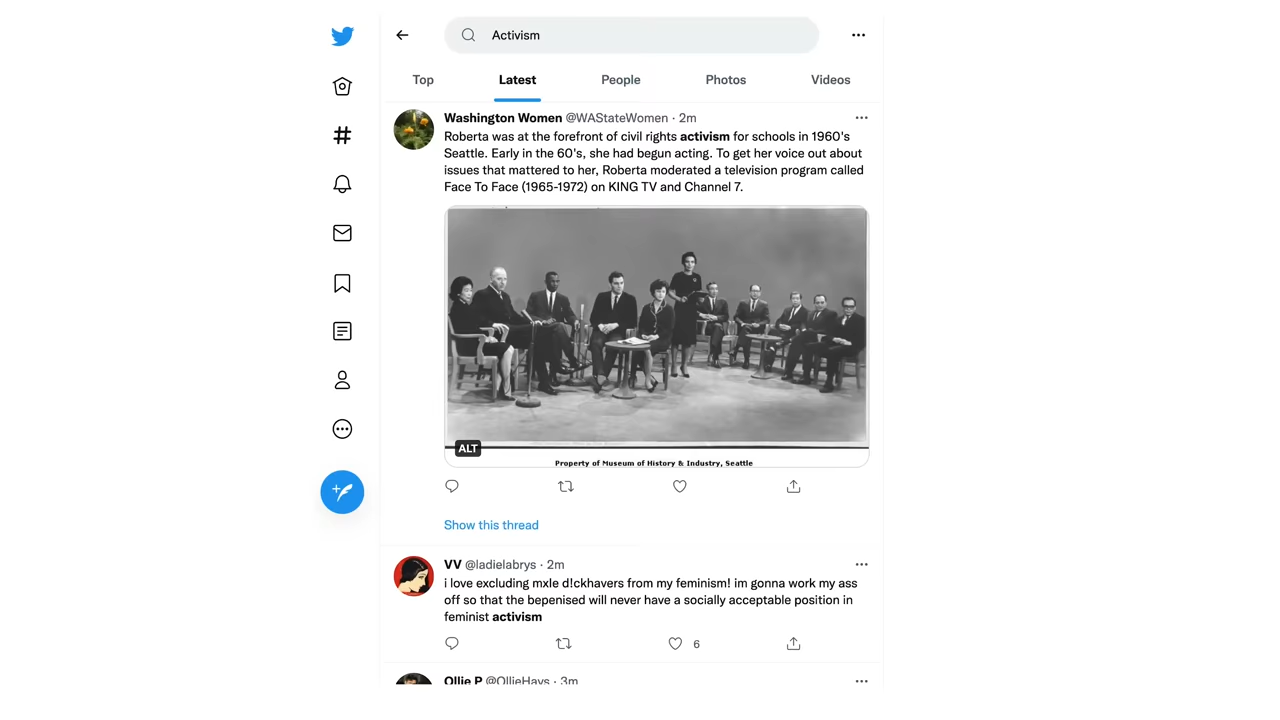 Activism
Top Latest People Photos Videos
Washington Women @WAStateWomen · 2m
Roberta was at the forefront of civil rights activism for schools in 1960's
Seattle. Early in the 60's, she had begun acting. To get her voice out about
issues that mattered to her, Roberta moderated a television program called
Face To Face (1965-1972) on KING TV and Channel 7.
ALT
Property of Museum of History & Industry, Seattle
Show this thread
VV @ladielabrys · 2m
i love excluding mxle d!ckhavers from my feminism! im gonna work my ass
off so that the bepenised will never have a socially acceptable position in
feminist activism
6
Ollie P @OllieHays · 3m